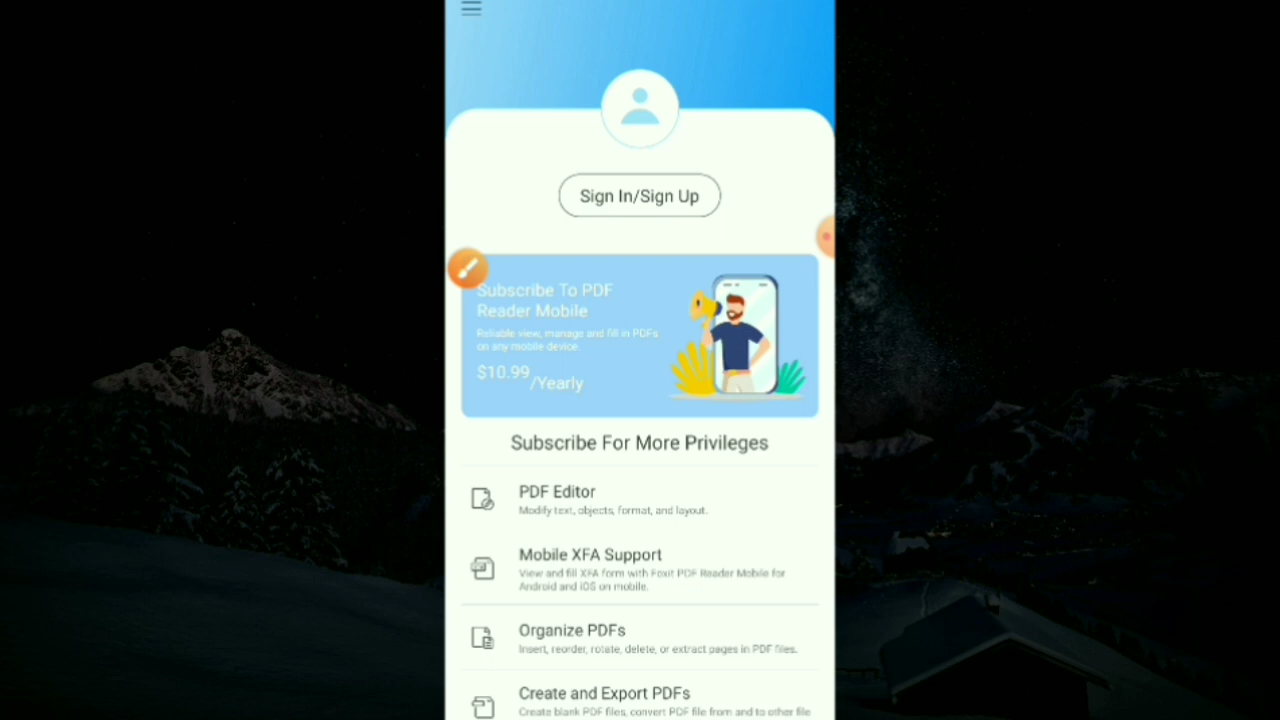 Sign In/Sign Up
Subscribe To PDF
Reader Mobile
Reliable view, manage and fill in PDFs
on any mobile device.
$10.99/Yearly
Subscribe For More Privileges
PDF Editor
Modify text, objects, format, and layout.
Mobile XFA Support
View and fill XFA form with Foxit PDF Reader Mobile for
Android and iOS on mobile.
Organize PDFs
Insert, reorder, rotate, delete, or extract pages in PDF files.
Create and Export PDFs
Create blank PDF files, convert PDF file from and to other file